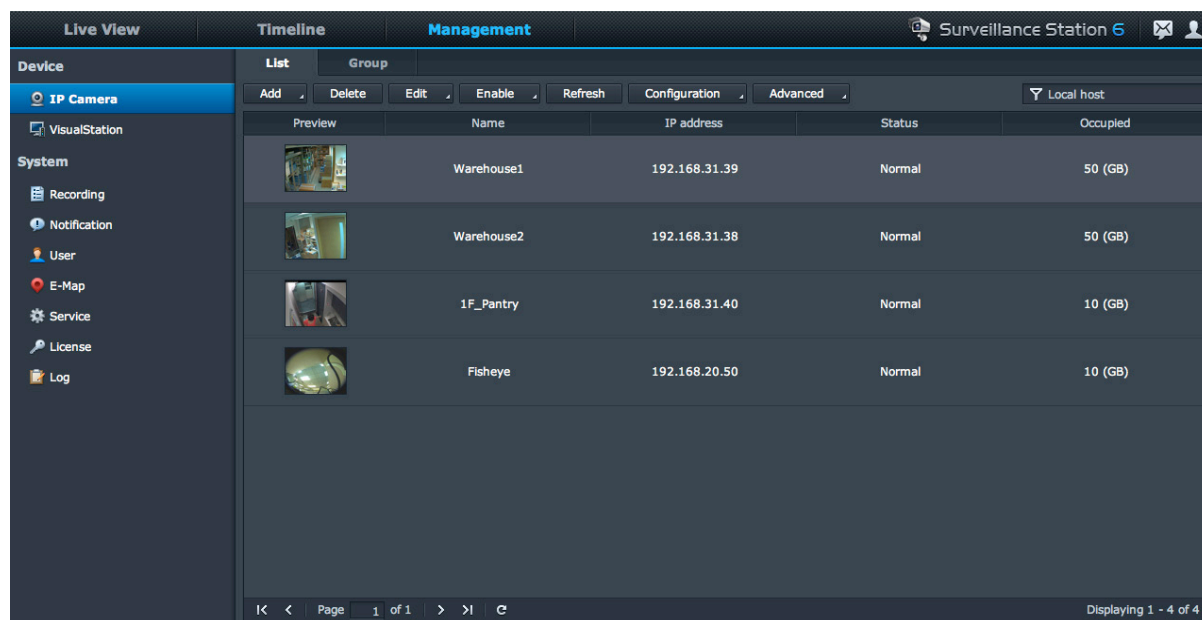 Live View Timeline Management Surveillance Station 6
Device List Group
IP Camera Add Delete Edit Enable Refresh Configuration Advanced Local host
Preview Name IP address Status Occupied
VisualStation
System
Warehouse1 192.168.31.39 Normal 50 (GB)
Recording
Notification
Warehouse2 192.168.31.38 Normal 50 (GB)
User
E-Map
1F_Pantry 192.168.31.40 Normal 10 (GB)
Service
License
Fisheye 192.168.20.50 Normal 10 (GB)
Log
Page 1 of 1 Displaying 1 - 4 of 4